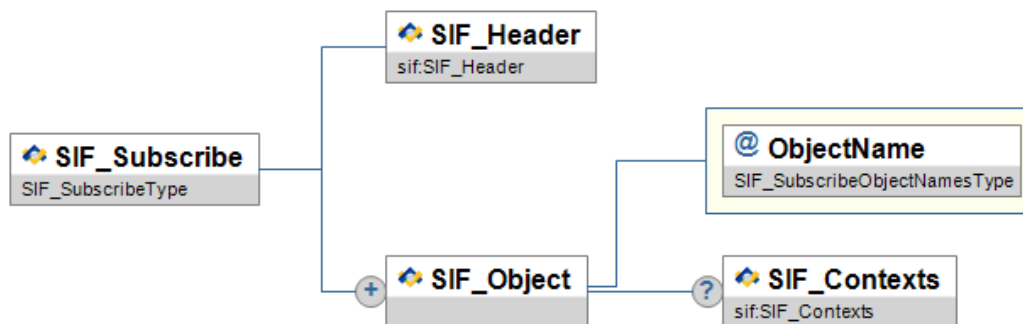 SIF_Header
sif:SIF_Header
SIF_Subscribe
SIF_SubscribeType
@ ObjectName
SIF_SubscribeObjectNamesType
+
SIF_Object
?
SIF_Contexts
sif:SIF_Contexts